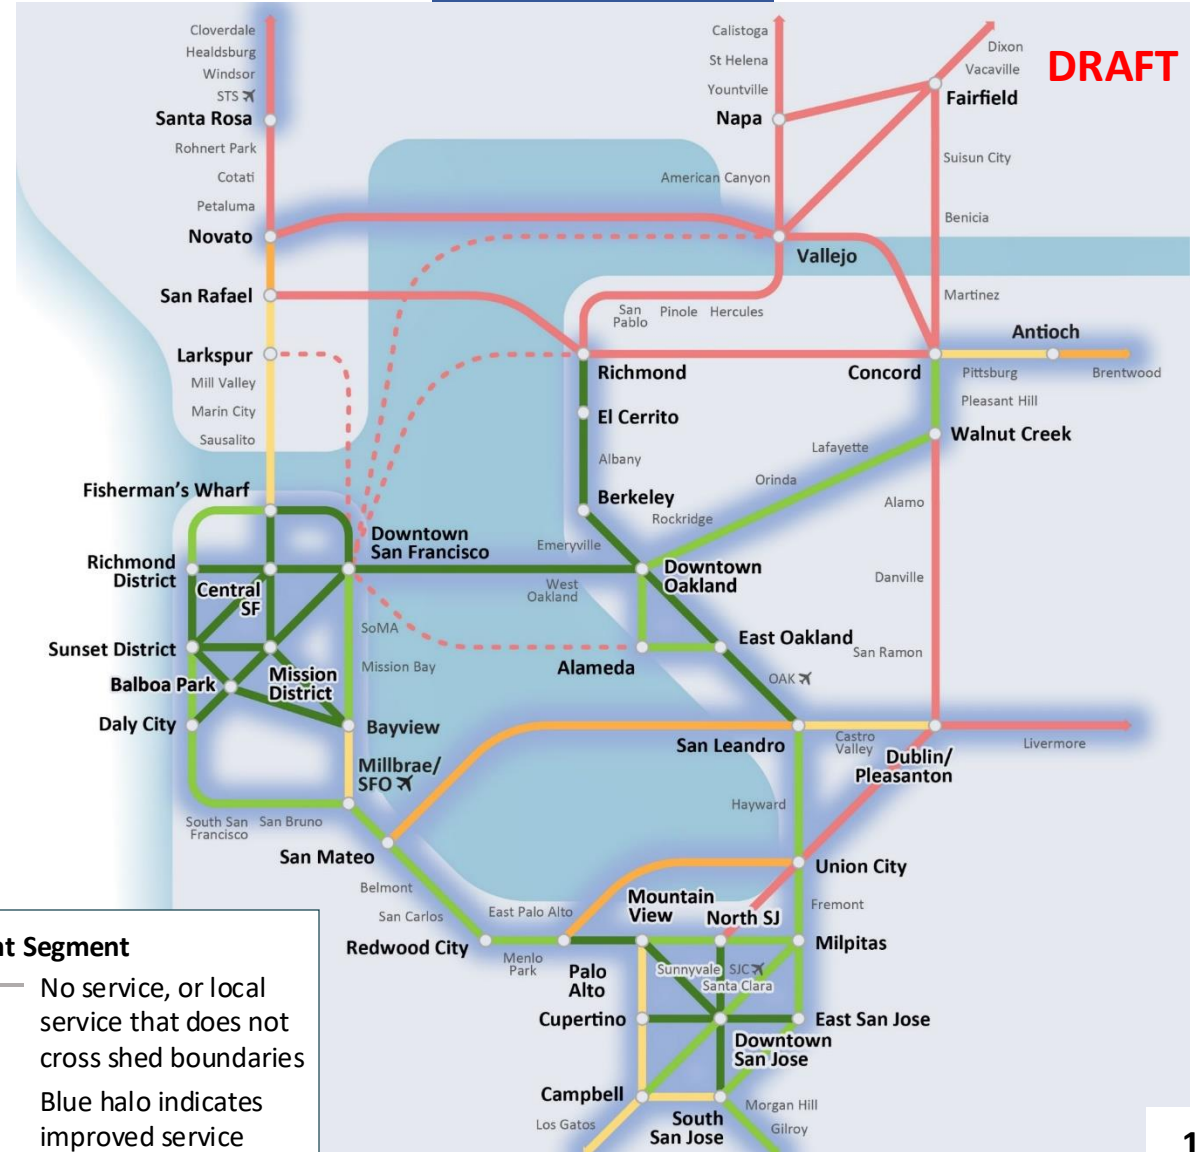 Cloverdale
Healdsburg
Windsor
STS
Santa Rosa
Rohnert Park
Cotati
Petaluma
Novato
San Rafael
Larkspur
Mill Valley
Marin City
Sausalito
Calistoga
St Helena
Yountville
Napa
American Canyon
Dixon
Vacaville
DRAFT
Fairfield
Suisun City
Benicia
Vallejo
Martinez
San
Pablo
Pinole
Hercules
Antioch
Richmond
Concord
Pittsburg
Brentwood
Pleasant Hill
El Cerrito
Walnut Creek
Lafayette
Orinda
Albany
Berkeley
Rockridge
Alamo
Emeryville
Fisherman's Wharf
Downtown
San Francisco
Richmond
District
Central
SF
West
Oakland
Downtown
Oakland
Danville
SoMA
Sunset District
Mission Bay
Alameda
East Oakland
San Ramon
OAK
Balboa Park
Mission
District
Daly City
Bayview
San Leandro
Castro
Valley
Dublin/
Pleasanton
Livermore
Millbrae/
SFO
Hayward
South San
Francisco
San Bruno
San Mateo
Union City
Belmont
San Carlos
East Palo Alto
Mountain
View
North SJ
Fremont
Redwood City
Menlo
Park
Palo
Alto
Sunnyvale
SJC
Santa Clara
Milpitas
Cupertino
East San Jose
Downtown
San Jose
Campbell
Los Gatos
South
San Jose
Morgan Hill
Gilroy
nt Segment
No service, or local
service that does not
cross shed boundaries
Blue halo indicates
improved service
1